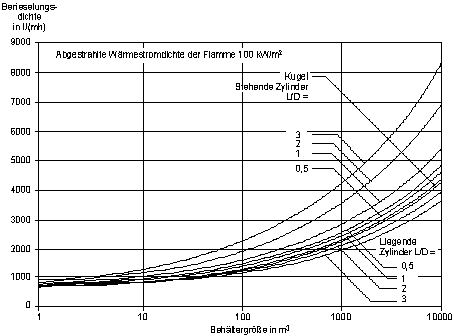 Berieselungs-
dichte
in l/(mh)
9000
8000
7000
6000
5000
4000
3000
2000
1000
0
Abgestrahlte Wärmestromdichte der Flamme 100 kW/m²
Kugel
Stehende Zylinder
L/D =
3
2
1
0,5
Liegende
Zylinder L/D =
0,5
1
2
3
1
10
100
1000
10000
Behältergröße in m³